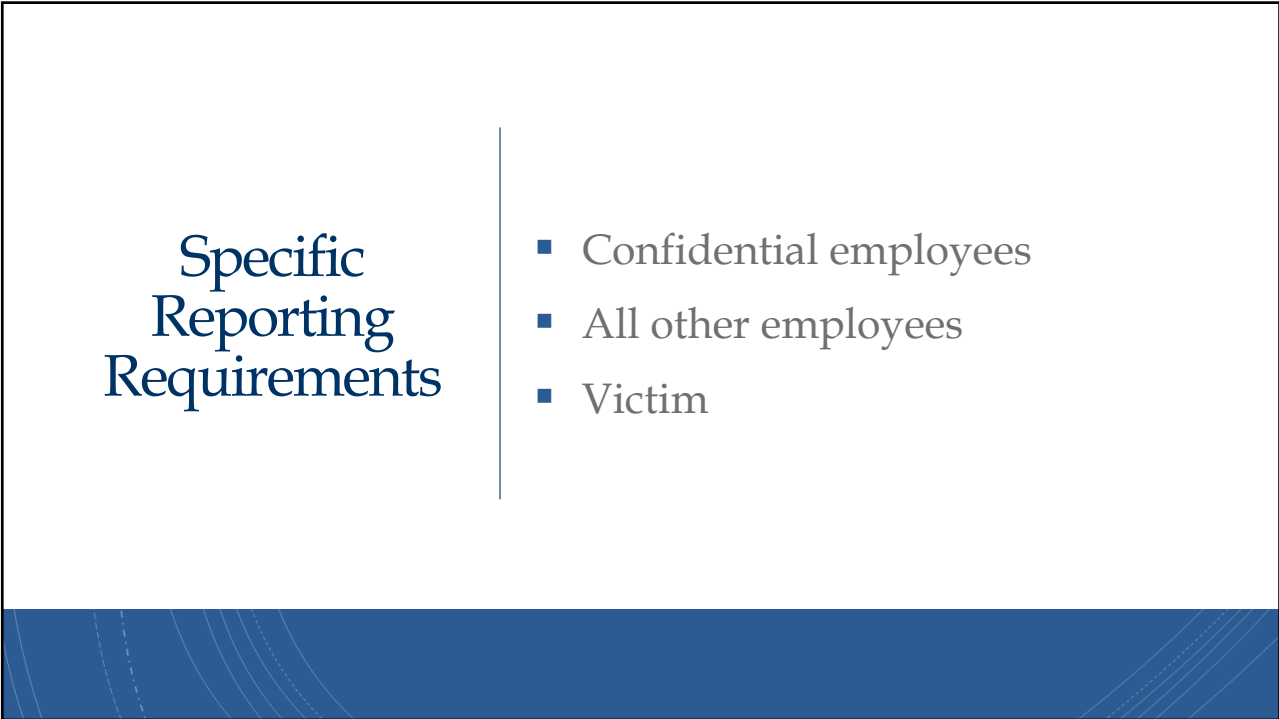 Specific
Reporting
Requirements
▪ Confidential employees
▪ All other employees
▪ Victim